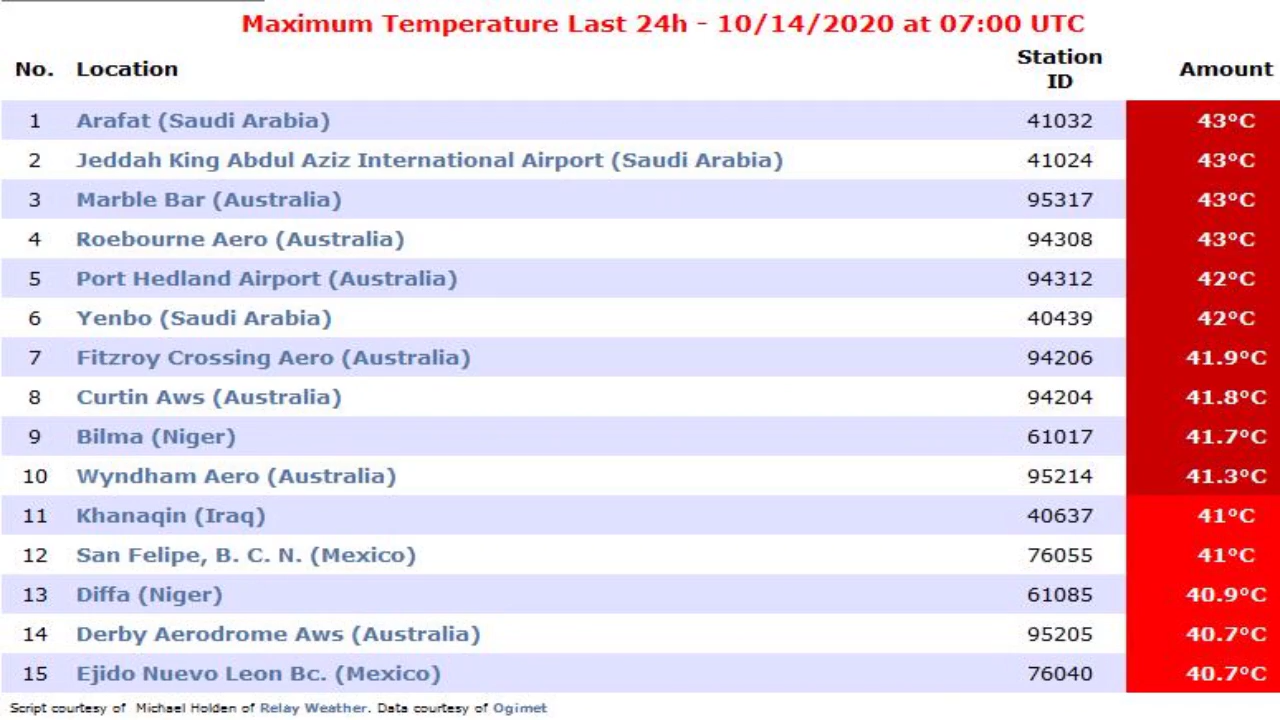 Maximum Temperature Last 24h - 10/14/2020 at 07:00 UTC
No. Location Station ID Amount
1 Arafat (Saudi Arabia) 41032 43°C
2 Jeddah King Abdul Aziz International Airport (Saudi Arabia) 41024 43°C
3 Marble Bar (Australia) 95317 43°C
4 Roebourne Aero (Australia) 94308 43°C
5 Port Hedland Airport (Australia) 94312 42°C
6 Yenbo (Saudi Arabia) 40439 42°C
7 Fitzroy Crossing Aero (Australia) 94206 41.9°C
8 Curtin Aws (Australia) 94204 41.8°C
9 Bilma (Niger) 61017 41.7°C
10 Wyndham Aero (Australia) 95214 41.3°C
11 Khanaqin (Iraq) 40637 41°C
12 San Felipe, B. C. N. (Mexico) 76055 41°C
13 Diffa (Niger) 61085 40.9°C
14 Derby Aerodrome Aws (Australia) 95205 40.7°C
15 Ejido Nuevo Leon Bc. (Mexico) 76040 40.7°C
Script courtesy of Michael Holden of Relay Weather. Data courtesy of Ogimet